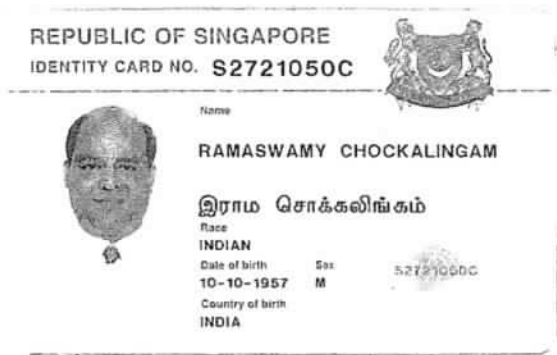 REPUBLIC OF SINGAPORE
IDENTITY CARD NO. S2721050C
Name
RAMASWAMY CHOCKALINGAM
இராம சொக்கலிங்கம்
Race
INDIAN
Date of birth Sex
10-10-1957 M
S2721050C
Country of birth
INDIA